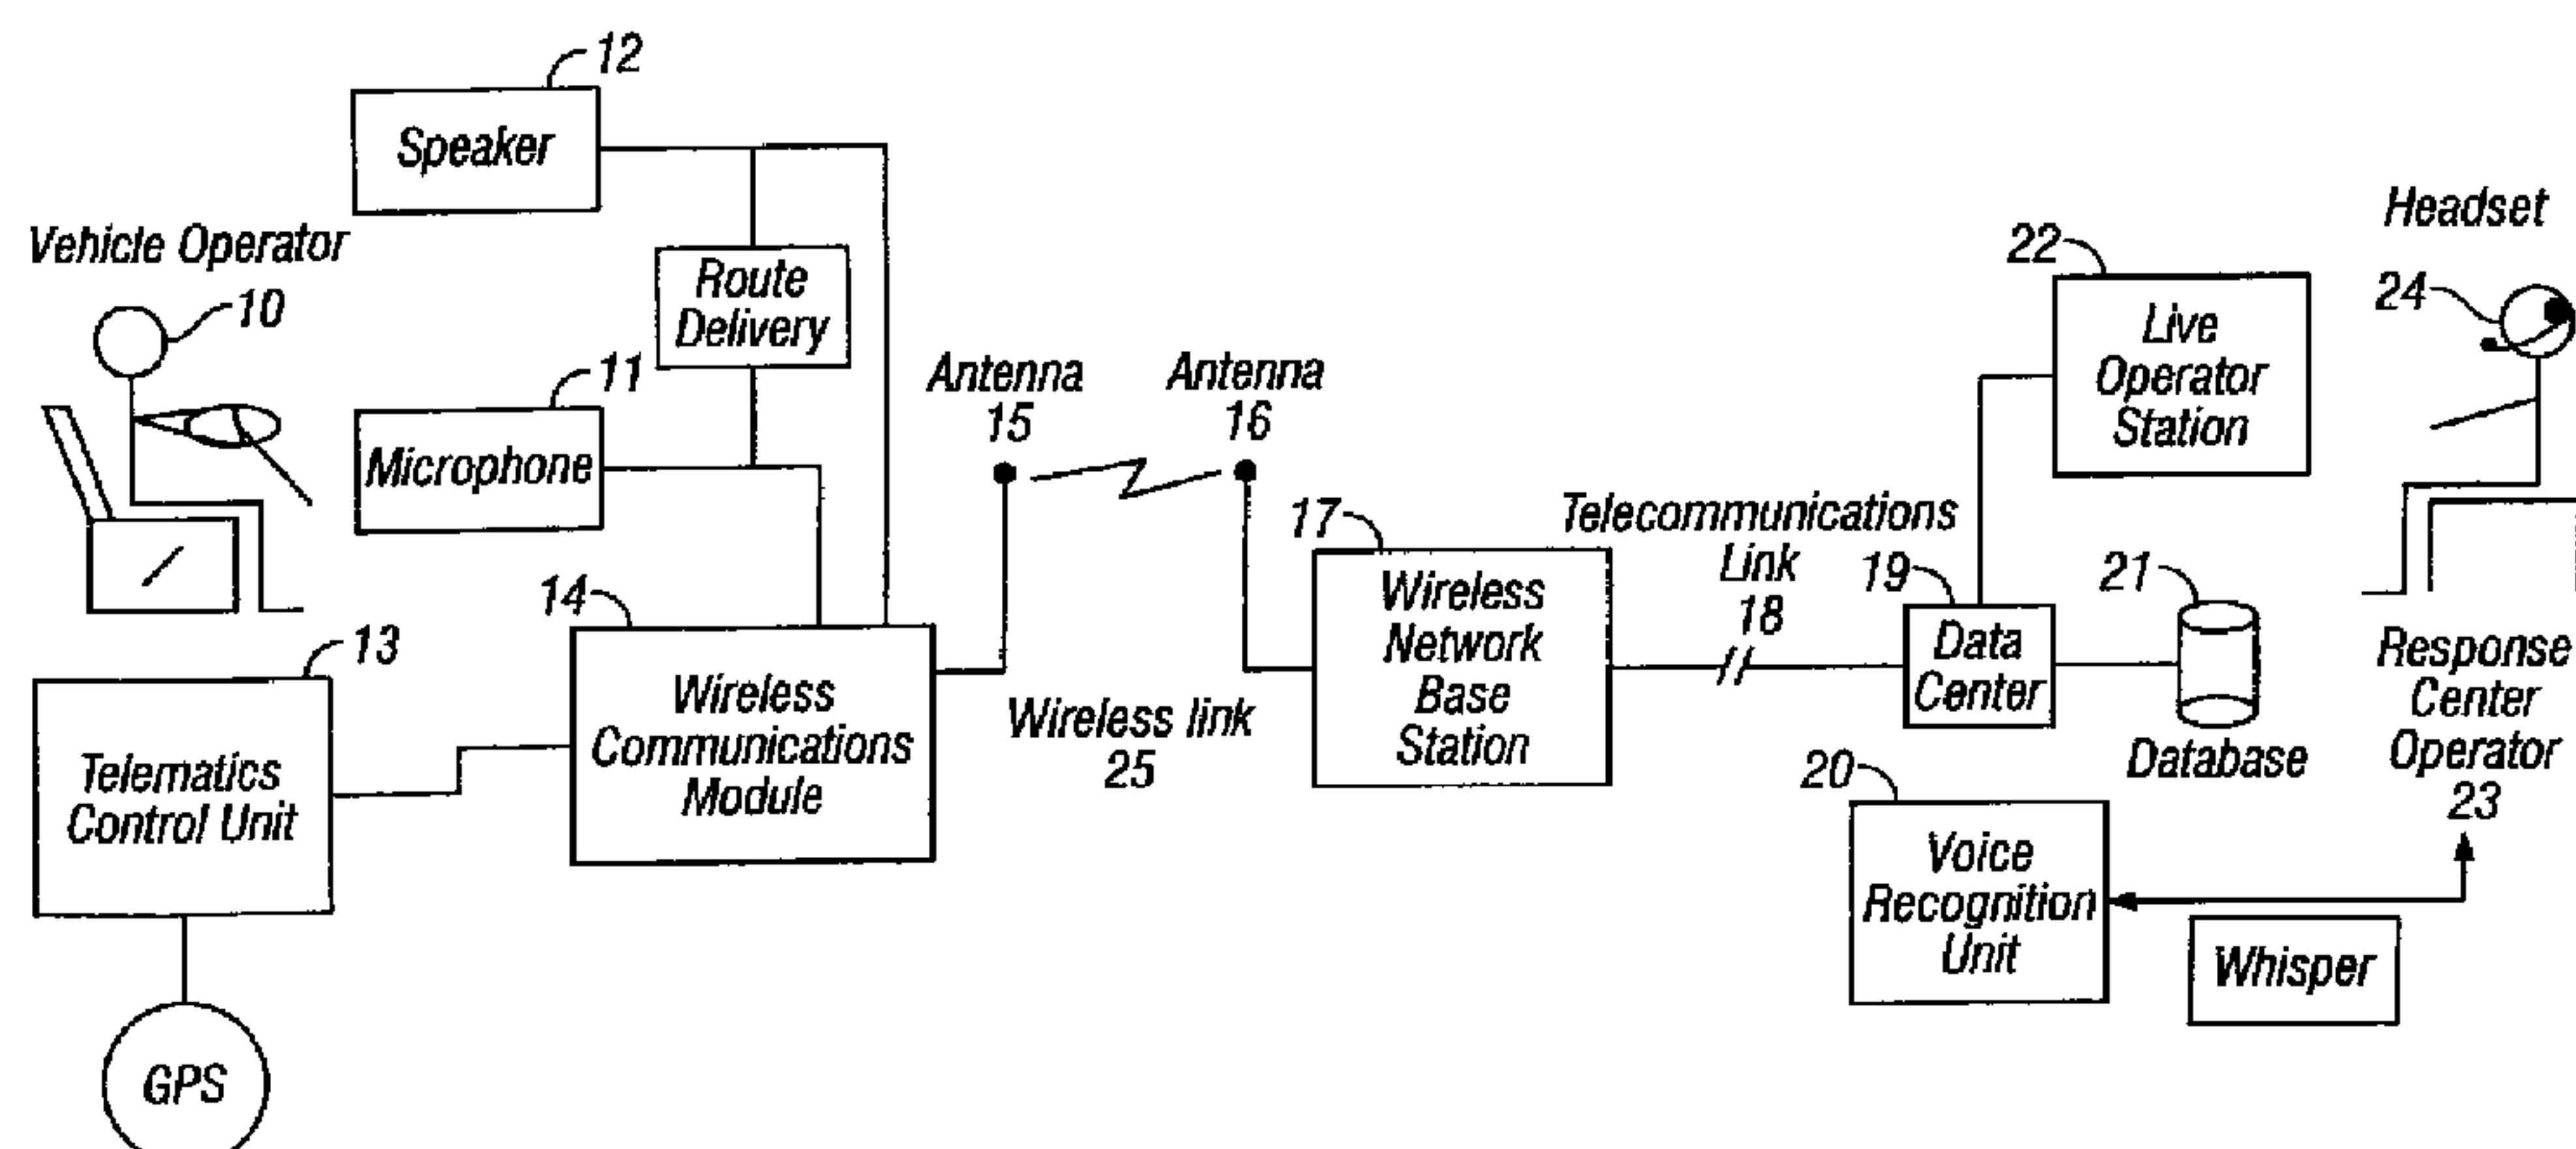 12
Speaker
Vehicle Operator
10
Route
Delivery
11
Microphone
Antenna
15
Antenna
16
13
Telematics
Control Unit
GPS
14
Wireless
Communications
Module
Wireless link
25
17
Wireless
Network
Base
Station
Telecommunications
Link
18
19
Data
Center
21
Database
22
Live
Operator
Station
Headset
24
Response
Center
Operator
23
20
Voice
Recognition
Unit
Whisper